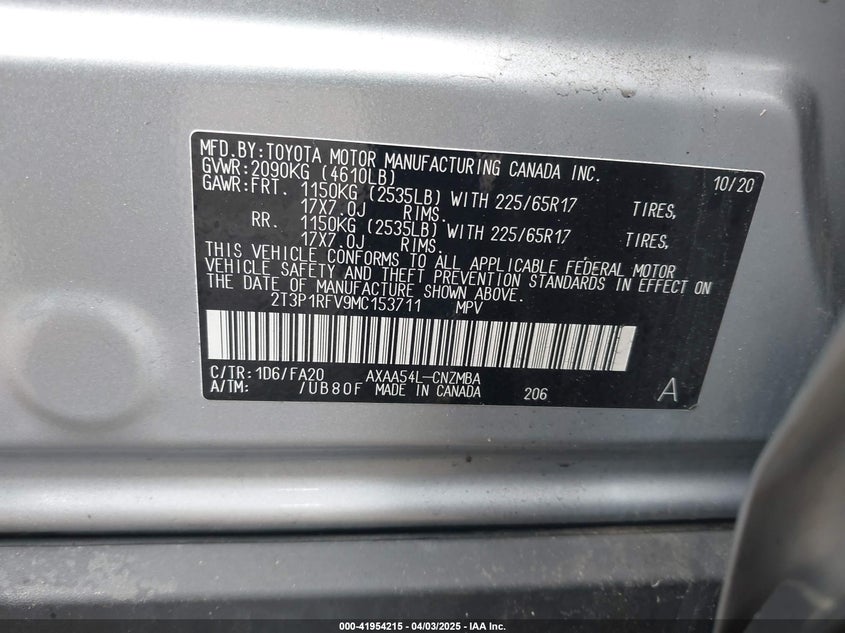 MFD.BY:TOYOTA MOTOR MANUFACTURING CANADA INC. 10/20
GVWR:2090KG (4610LB)
GAWR:FRT. 1150KG (2535LB) WITH 225/65R17 TIRES,
17X7.0J RIMS.
RR. 1150KG (2535LB) WITH 225/65R17 TIRES,
17X7.0J RIMS.
THIS VEHICLE CONFORMS TO ALL APPLICABLE FEDERAL MOTOR
VEHICLE SAFETY AND THEFT PREVENTION STANDARDS IN EFFECT ON
THE DATE OF MANUFACTURE SHOWN ABOVE.
2T3P1RFV9MC153711 MPV
C/TR:1D6/FA20 AXAA54L-CNZMBA
A/TM: /UB80F MADE IN CANADA 206 A
000-41954215 - 04/03/2025 - IAA Inc.